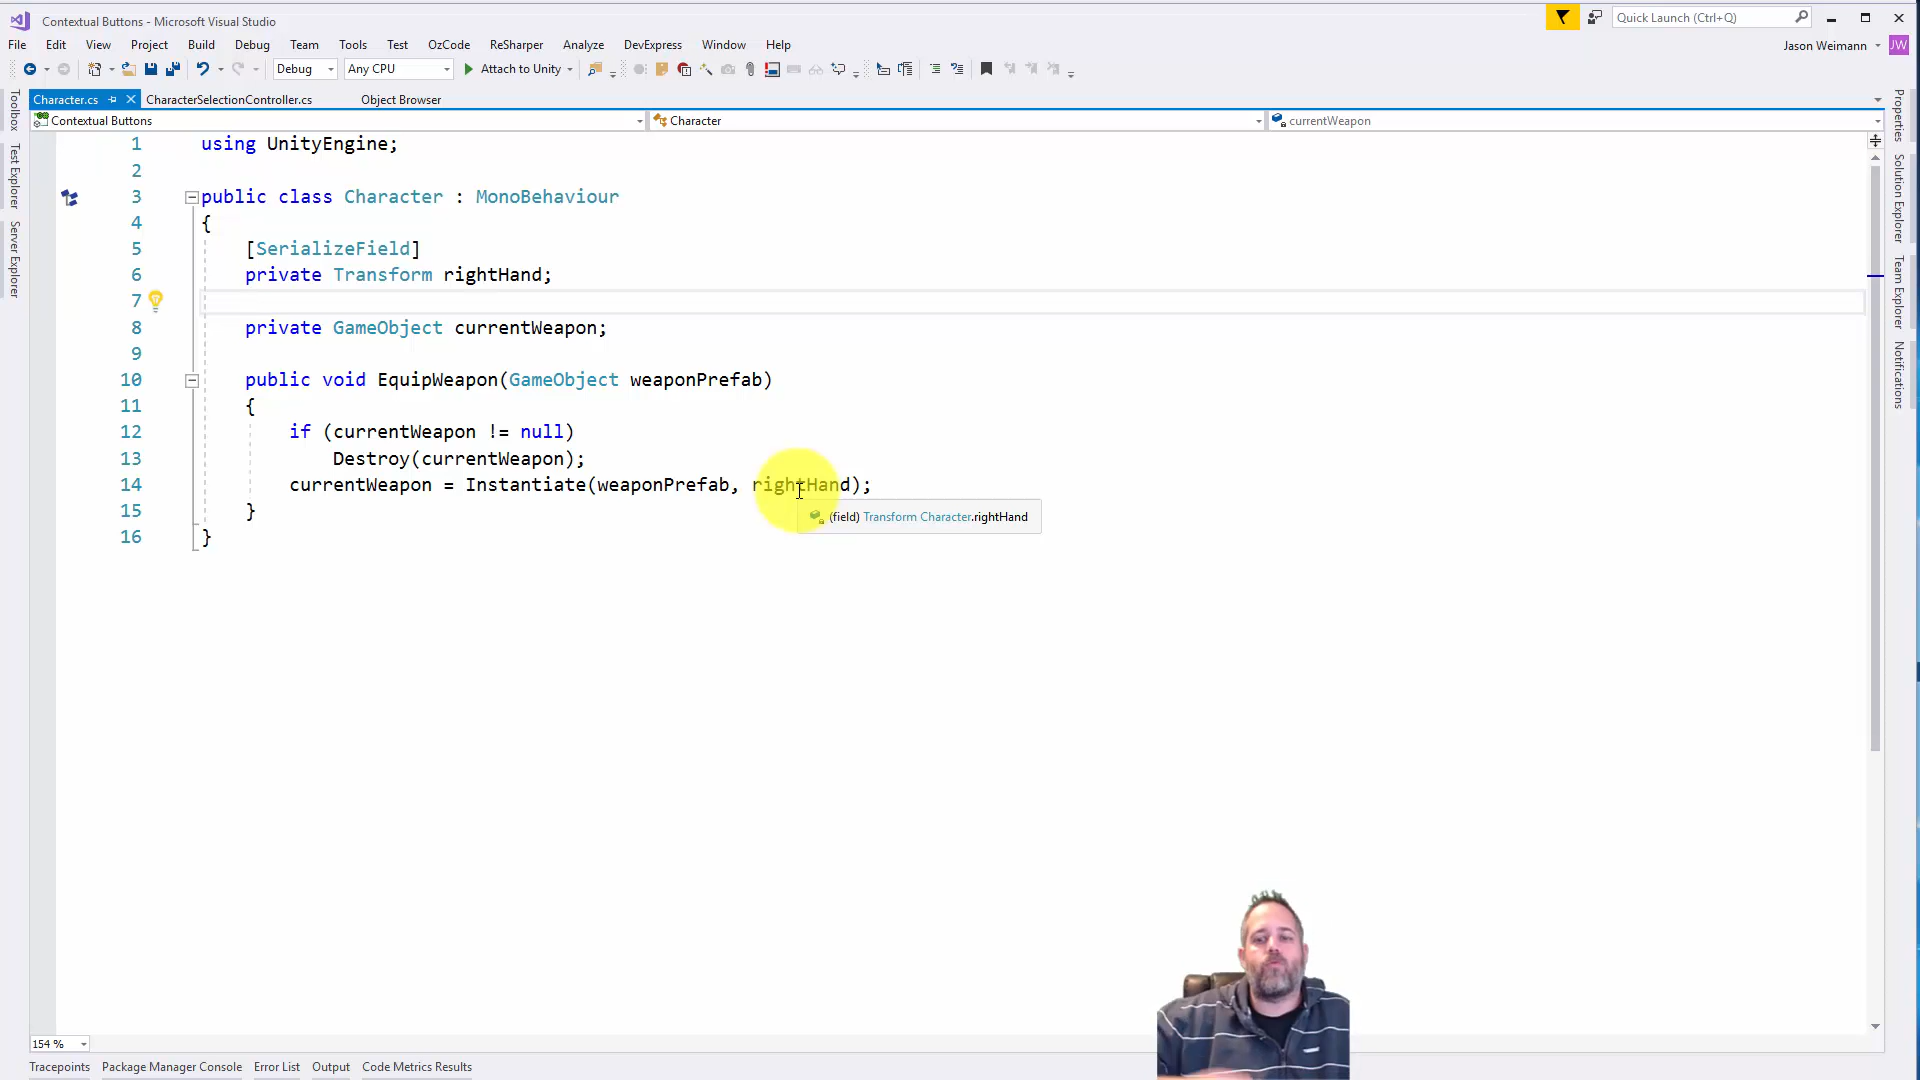 Contextual Buttons - Microsoft Visual Studio
Quick Launch (Ctrl+Q)
File Edit View Project Build Debug Team Tools Test OzCode ReSharper Analyze DevExpress Window Help
Jason Weimann JW
Debug Any CPU Attach to Unity
Character.cs CharacterSelectionController.cs Object Browser
Contextual Buttons Character currentWeapon
Toolbox
Test Explorer
Server Explorer
Properties
Solution Explorer
Team Explorer
Notifications
1 using UnityEngine;
2
3 public class Character : MonoBehaviour
4 {
5 [SerializeField]
6 private Transform rightHand;
7
8 private GameObject currentWeapon;
9
10 public void EquipWeapon(GameObject weaponPrefab)
11 {
12 if (currentWeapon != null)
13 Destroy(currentWeapon);
14 currentWeapon = Instantiate(weaponPrefab, rightHand);
(field) Transform Character.rightHand
15 }
16 }
154 %
Tracepoints Package Manager Console Error List Output Code Metrics Results